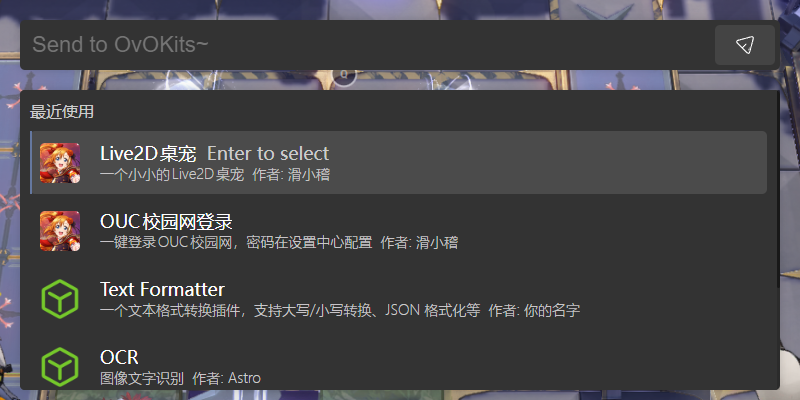 Send to OvOKits~
最近使用
Live2D桌宠 Enter to select
一个小小的Live2D桌宠 作者: 滑小稽
OUC校园网登录
一键登录OUC校园网，密码在设置中心配置 作者: 滑小稽
Text Formatter
一个文本格式转换插件，支持大写/小写转换、JSON 格式化等 作者: 你的名字
OCR
图像文字识别 作者: Astro